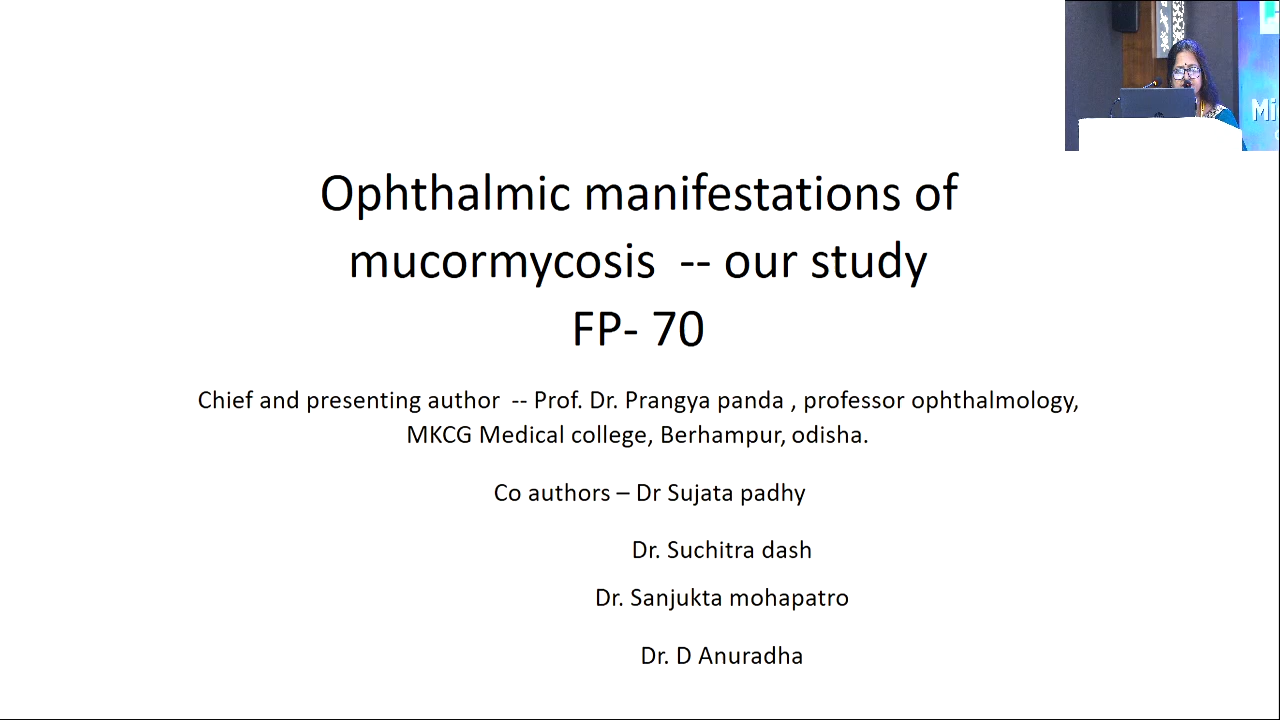 Ophthalmic manifestations of
mucormycosis  -- our study
FP- 70
Chief and presenting author  -- Prof. Dr. Prangya panda , professor ophthalmology,
MKCG Medical college, Berhampur, odisha.
Co authors – Dr Sujata padhy
Dr. Suchitra dash
Dr. Sanjukta mohapatro
Dr. D Anuradha